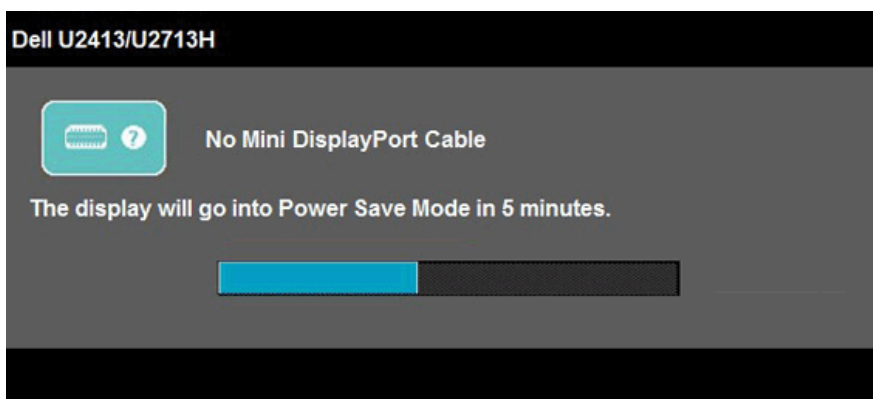 Dell U2413/U2713H
?
No Mini DisplayPort Cable
The display will go into Power Save Mode in 5 minutes.